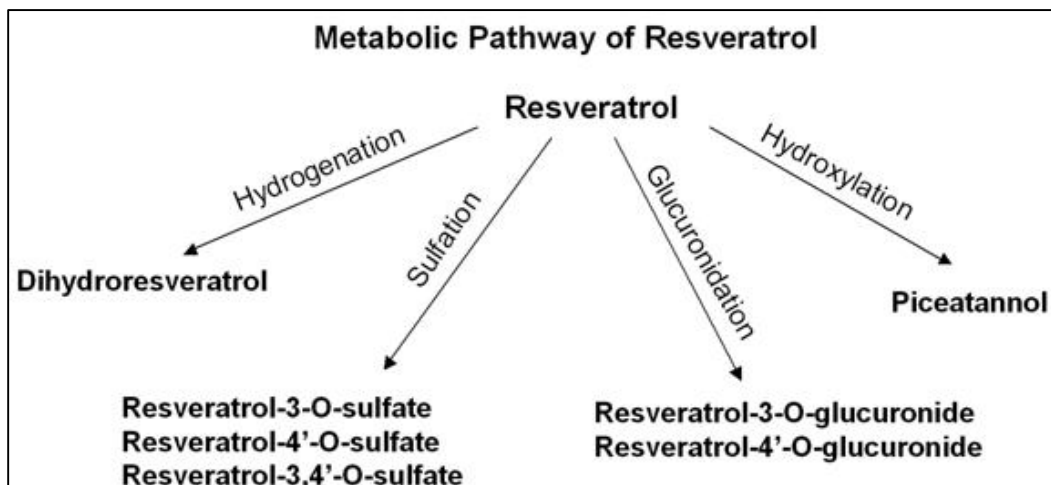 Metabolic Pathway of Resveratrol
Resveratrol
Hydrogenation
Sulfation
Glucuronidation
Hydroxylation
Dihydroresveratrol
Piceatannol
Resveratrol-3-O-sulfate
Resveratrol-4’-O-sulfate
Resveratrol-3,4’-O-sulfate
Resveratrol-3-O-glucuronide
Resveratrol-4’-O-glucuronide